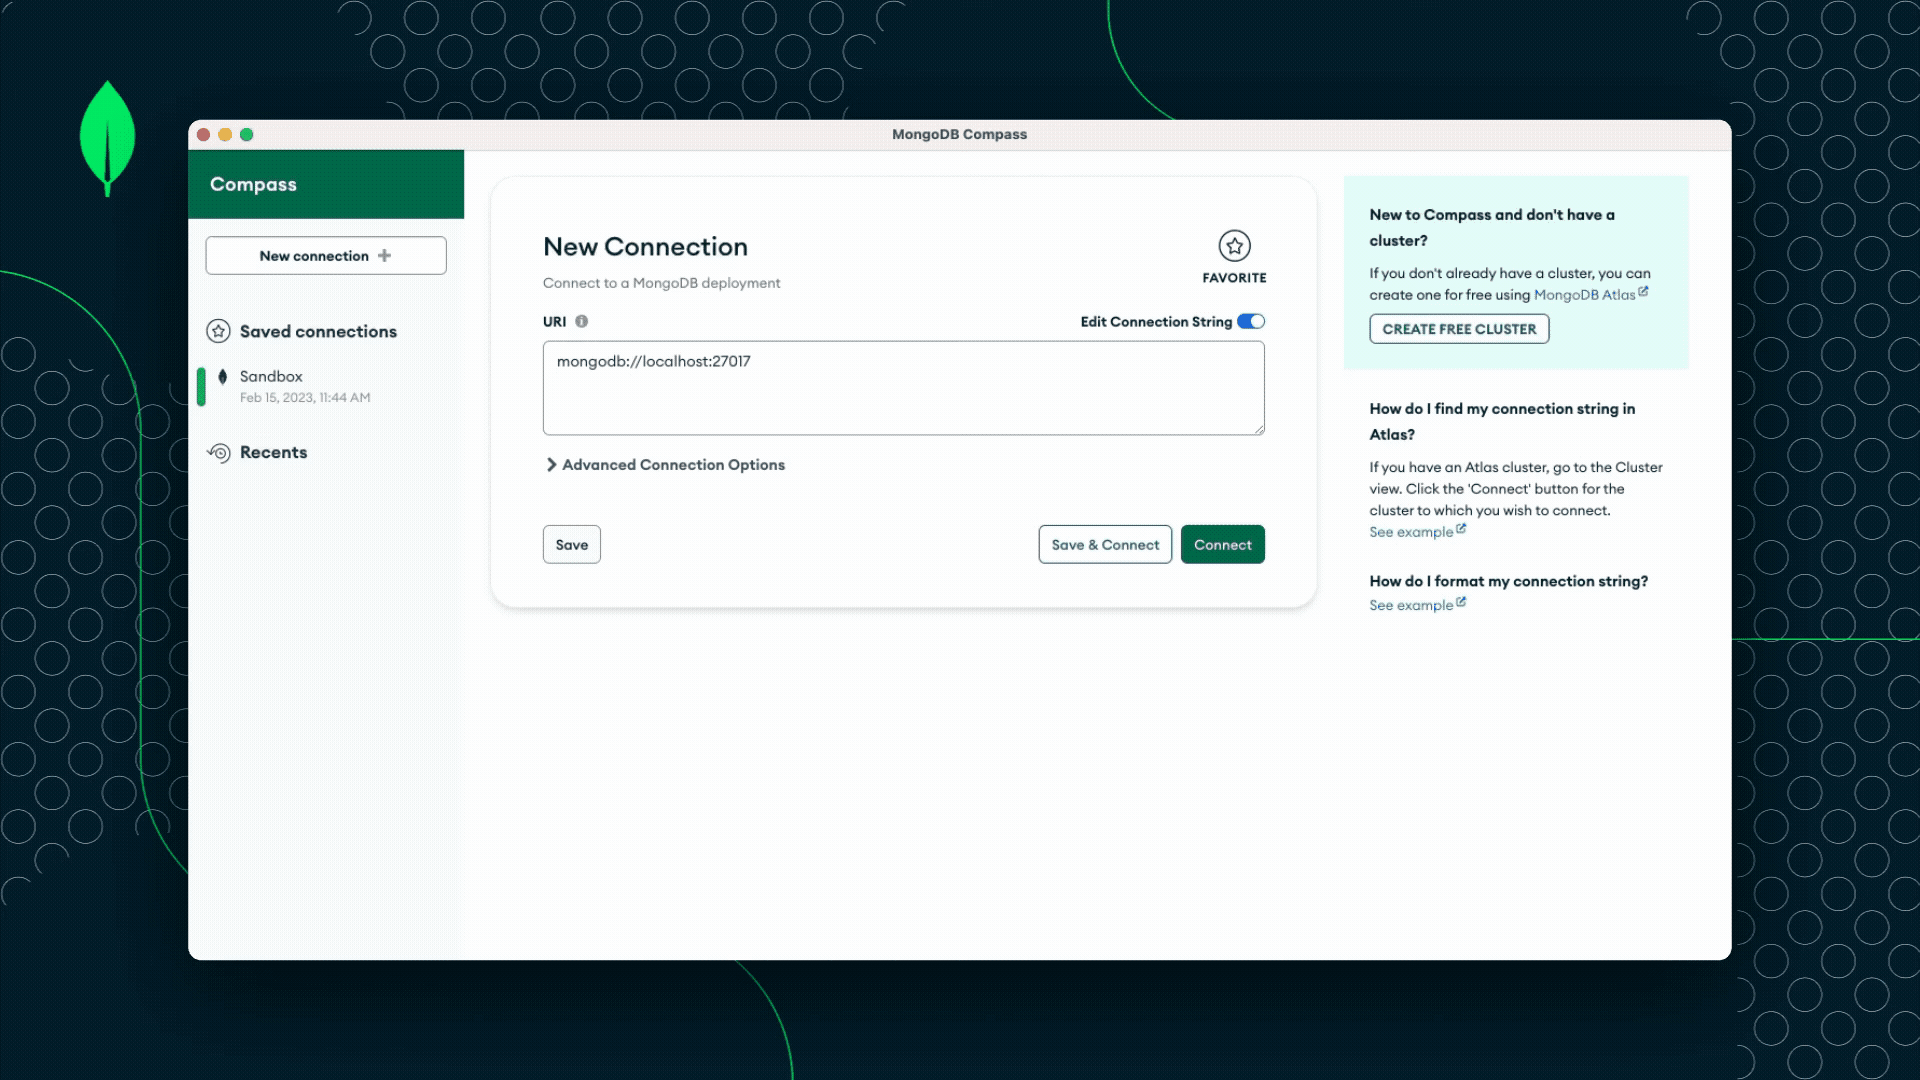 MongoDB Compass
Compass
New connection
Saved connections
Sandbox
Feb 15, 2023, 11:44 AM
Recents
New Connection
Connect to a MongoDB deployment
FAVORITE
URI
Edit Connection String
mongodb://localhost:27017
Advanced Connection Options
Save
Save & Connect
Connect
New to Compass and don't have a
cluster?
If you don't already have a cluster, you can
create one for free using MongoDB Atlas
CREATE FREE CLUSTER
How do I find my connection string in
Atlas?
If you have an Atlas cluster, go to the Cluster
view. Click the 'Connect' button for the
cluster to which you wish to connect.
See example
How do I format my connection string?
See example